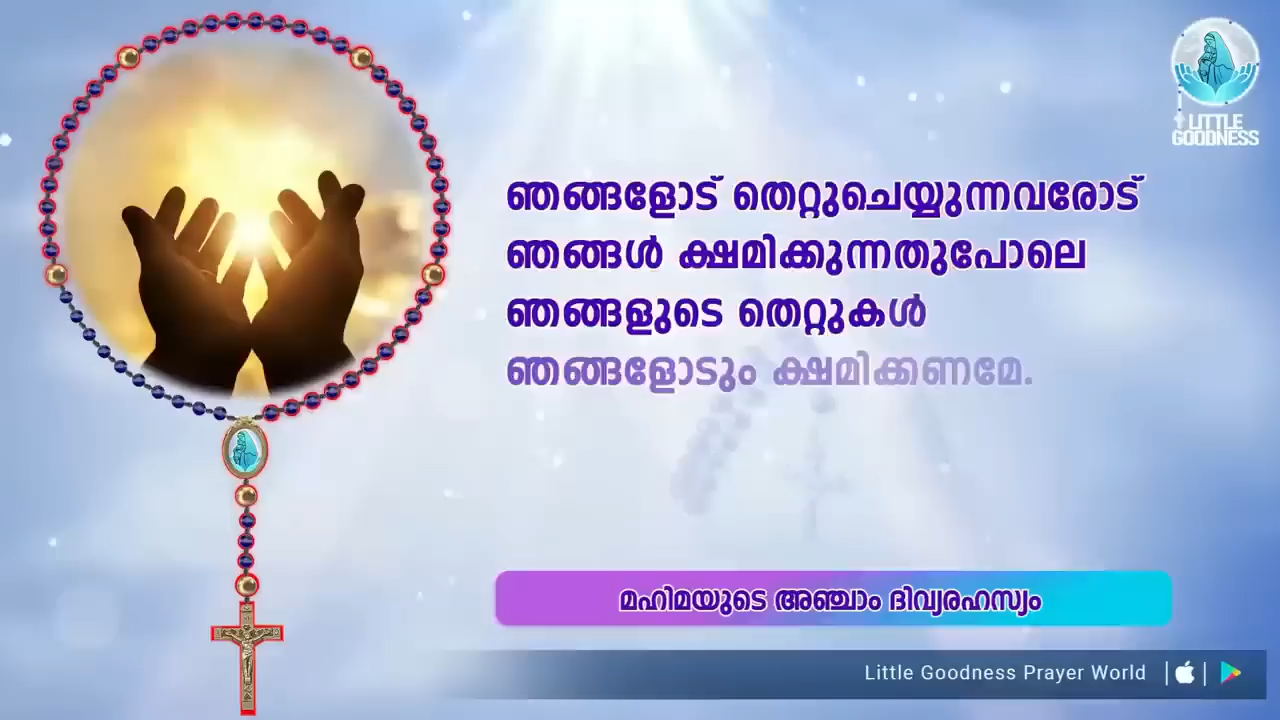 LITTLE
GOODNESS
ഞങ്ങളോട് തെറ്റുചെയ്യുന്നവരോട്
ഞങ്ങൾ ക്ഷമിക്കുന്നതുപോലെ
ഞങ്ങളുടെ തെറ്റുകൾ
ഞങ്ങളോടും ക്ഷമിക്കണമേ.
മഹിമയുടെ അഞ്ചാം ദിവ്യരഹസ്യം
Little Goodness Prayer World